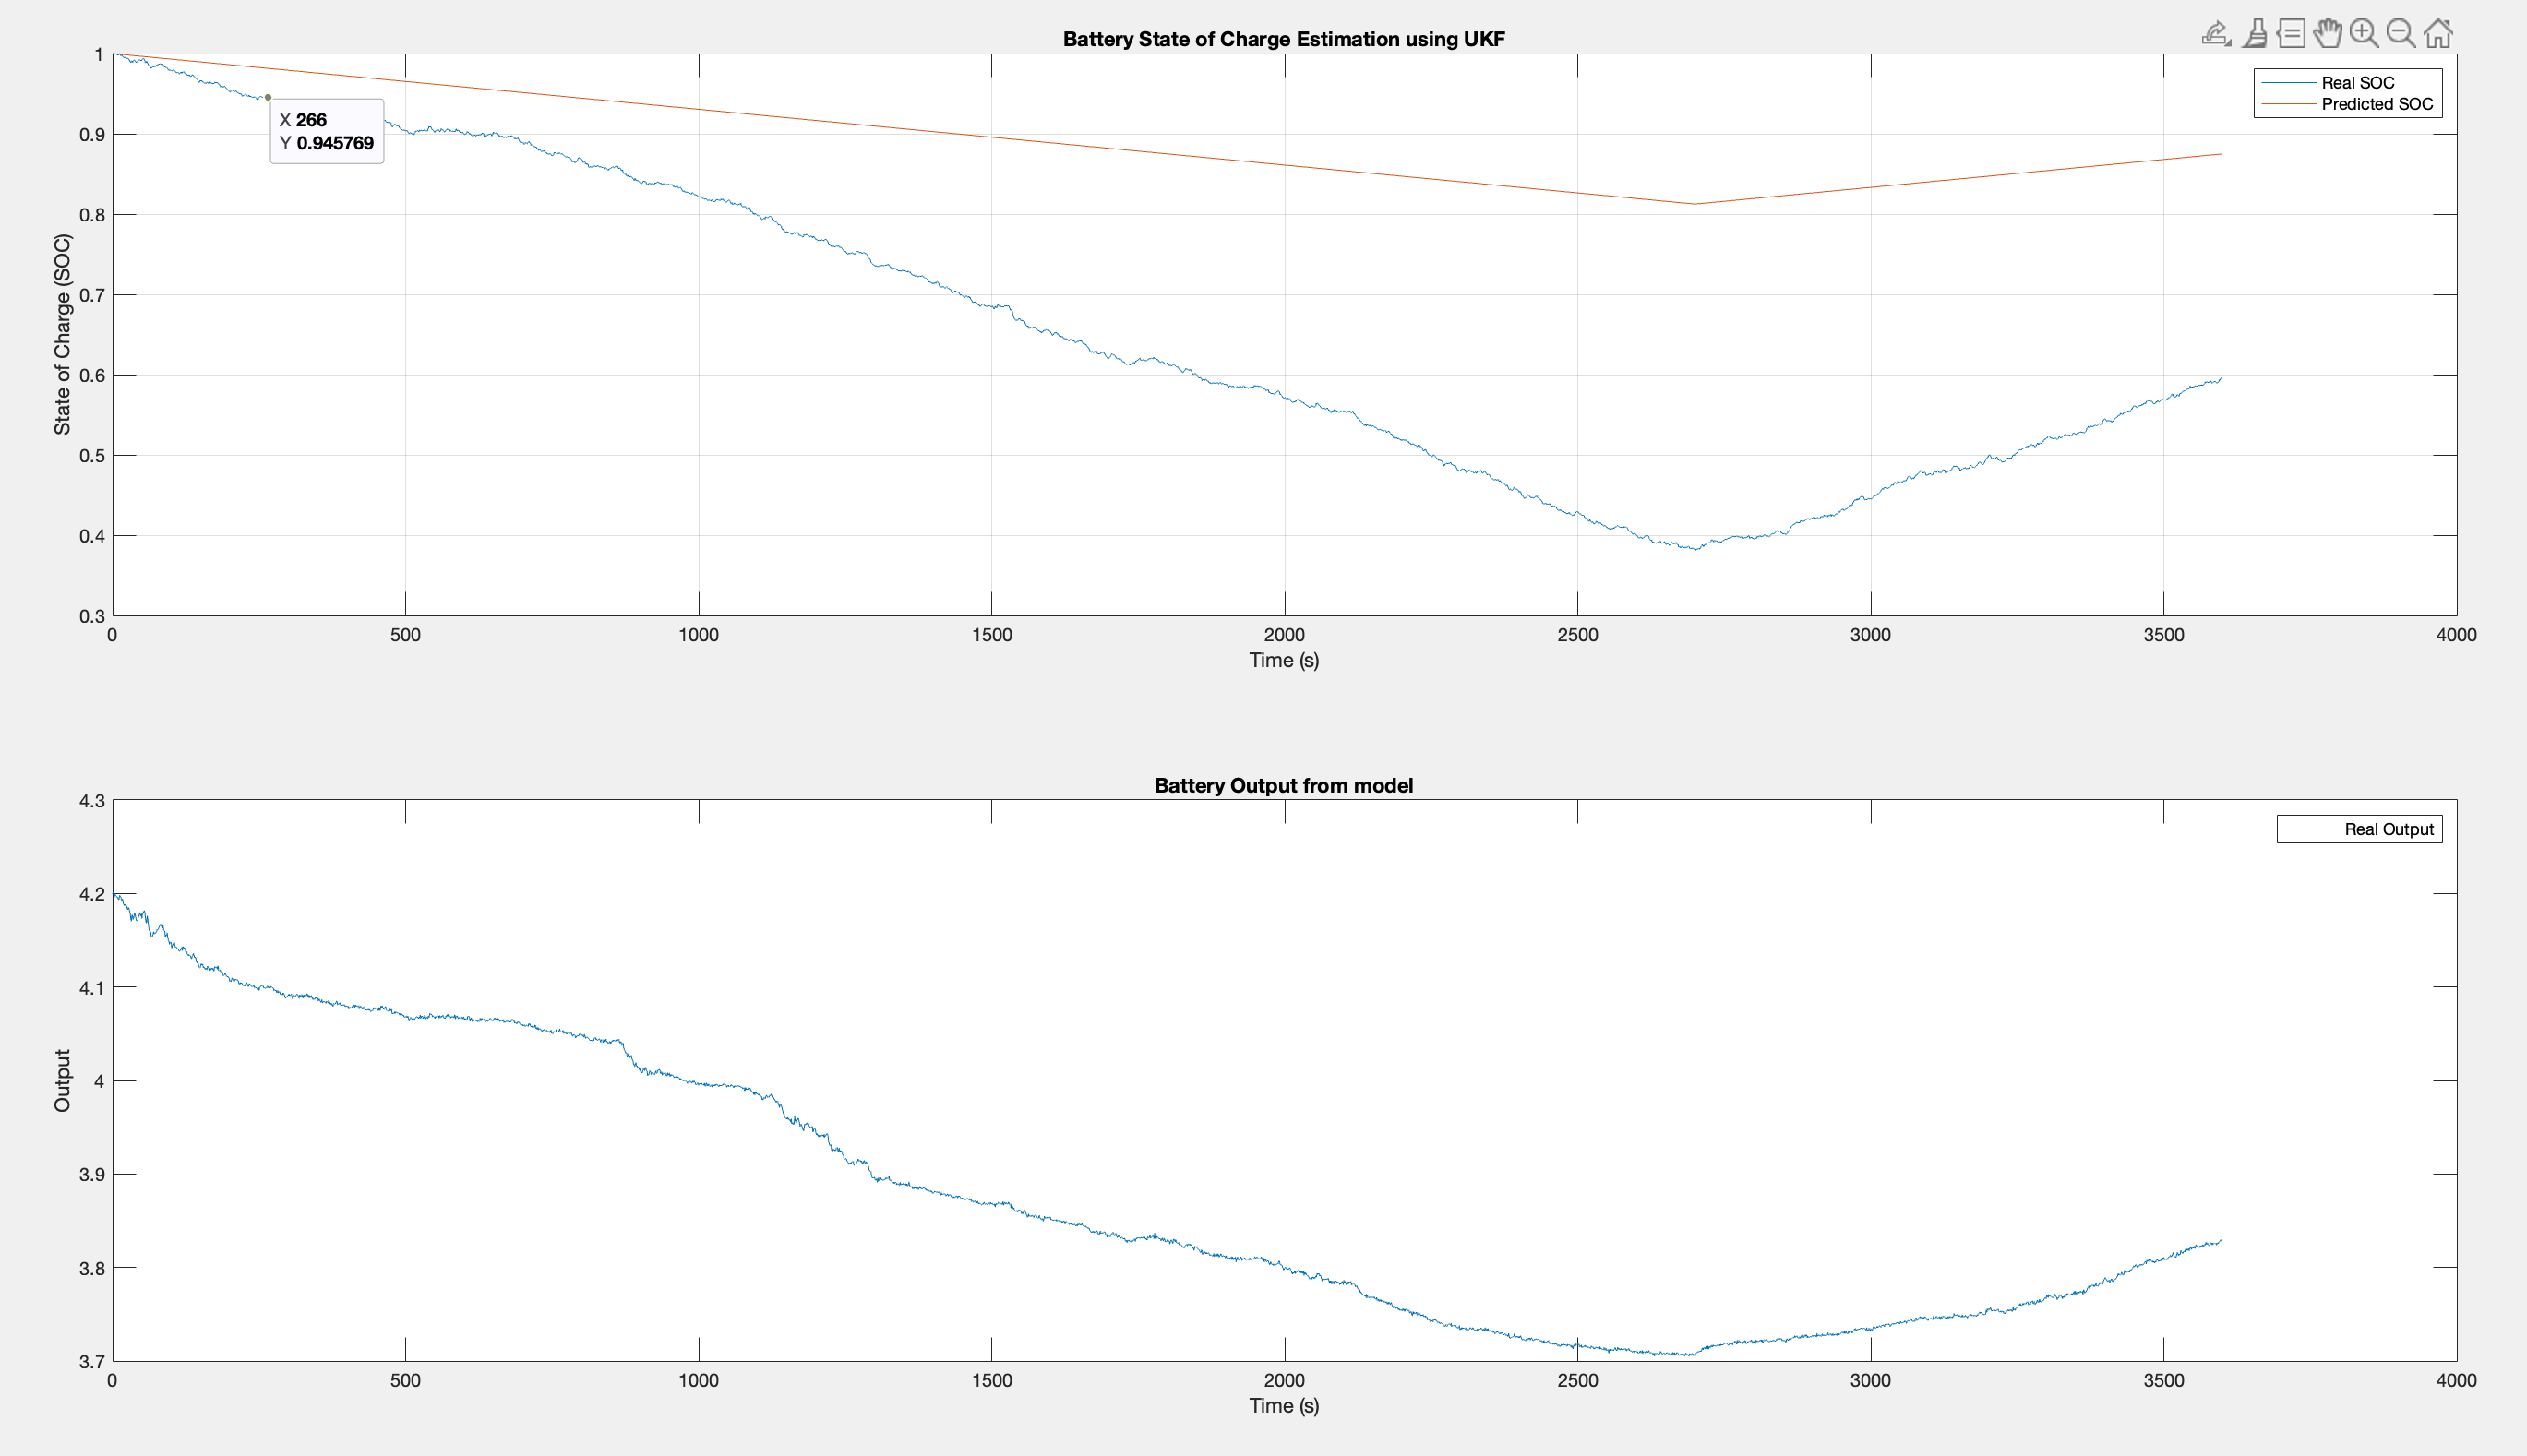 Battery State of Charge Estimation using UKF
Real SOC
Predicted SOC
X 266
Y 0.945769
State of Charge (SOC)
1
0.9
0.8
0.7
0.6
0.5
0.4
0.3
0 500 1000 1500 2000 2500 3000 3500 4000
Time (s)
Battery Output from model
Real Output
Output
4.3
4.2
4.1
4
3.9
3.8
3.7
0 500 1000 1500 2000 2500 3000 3500 4000
Time (s)